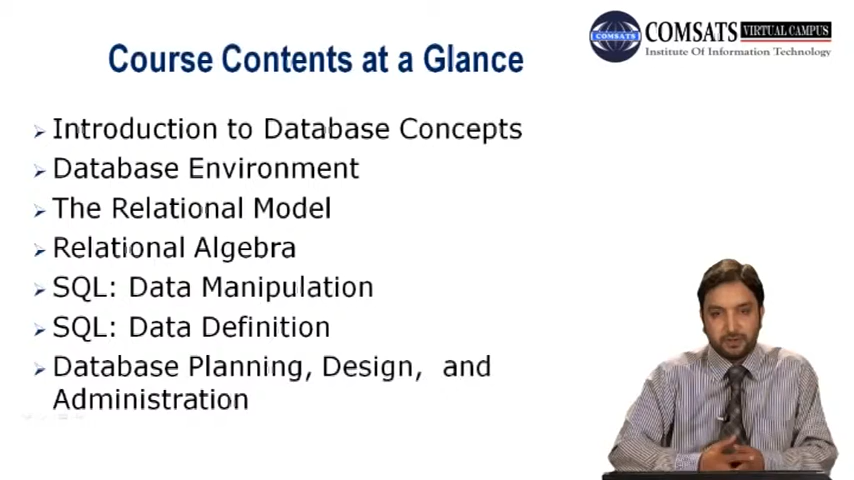 Course Contents at a Glance
COMSATS VIRTUAL CAMPUS
COMSATS
Institute Of Information Technology
Introduction to Database Concepts
Database Environment
The Relational Model
Relational Algebra
SQL: Data Manipulation
SQL: Data Definition
Database Planning, Design, and
Administration